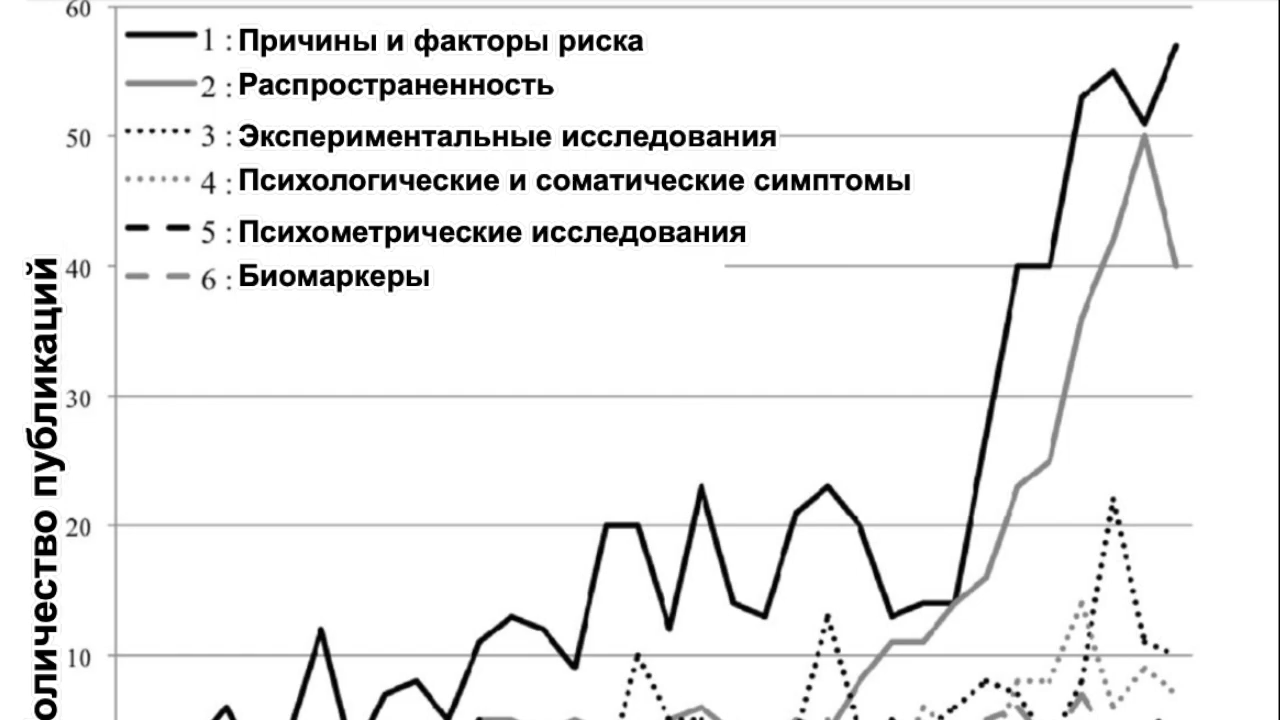 60
1 : Причины и факторы риска
2 : Распространенность
50
3 : Экспериментальные исследования
4 : Психологические и соматические симптомы
5 : Психометрические исследования
40
6 : Биомаркеры
30
20
10
оличество публикаций